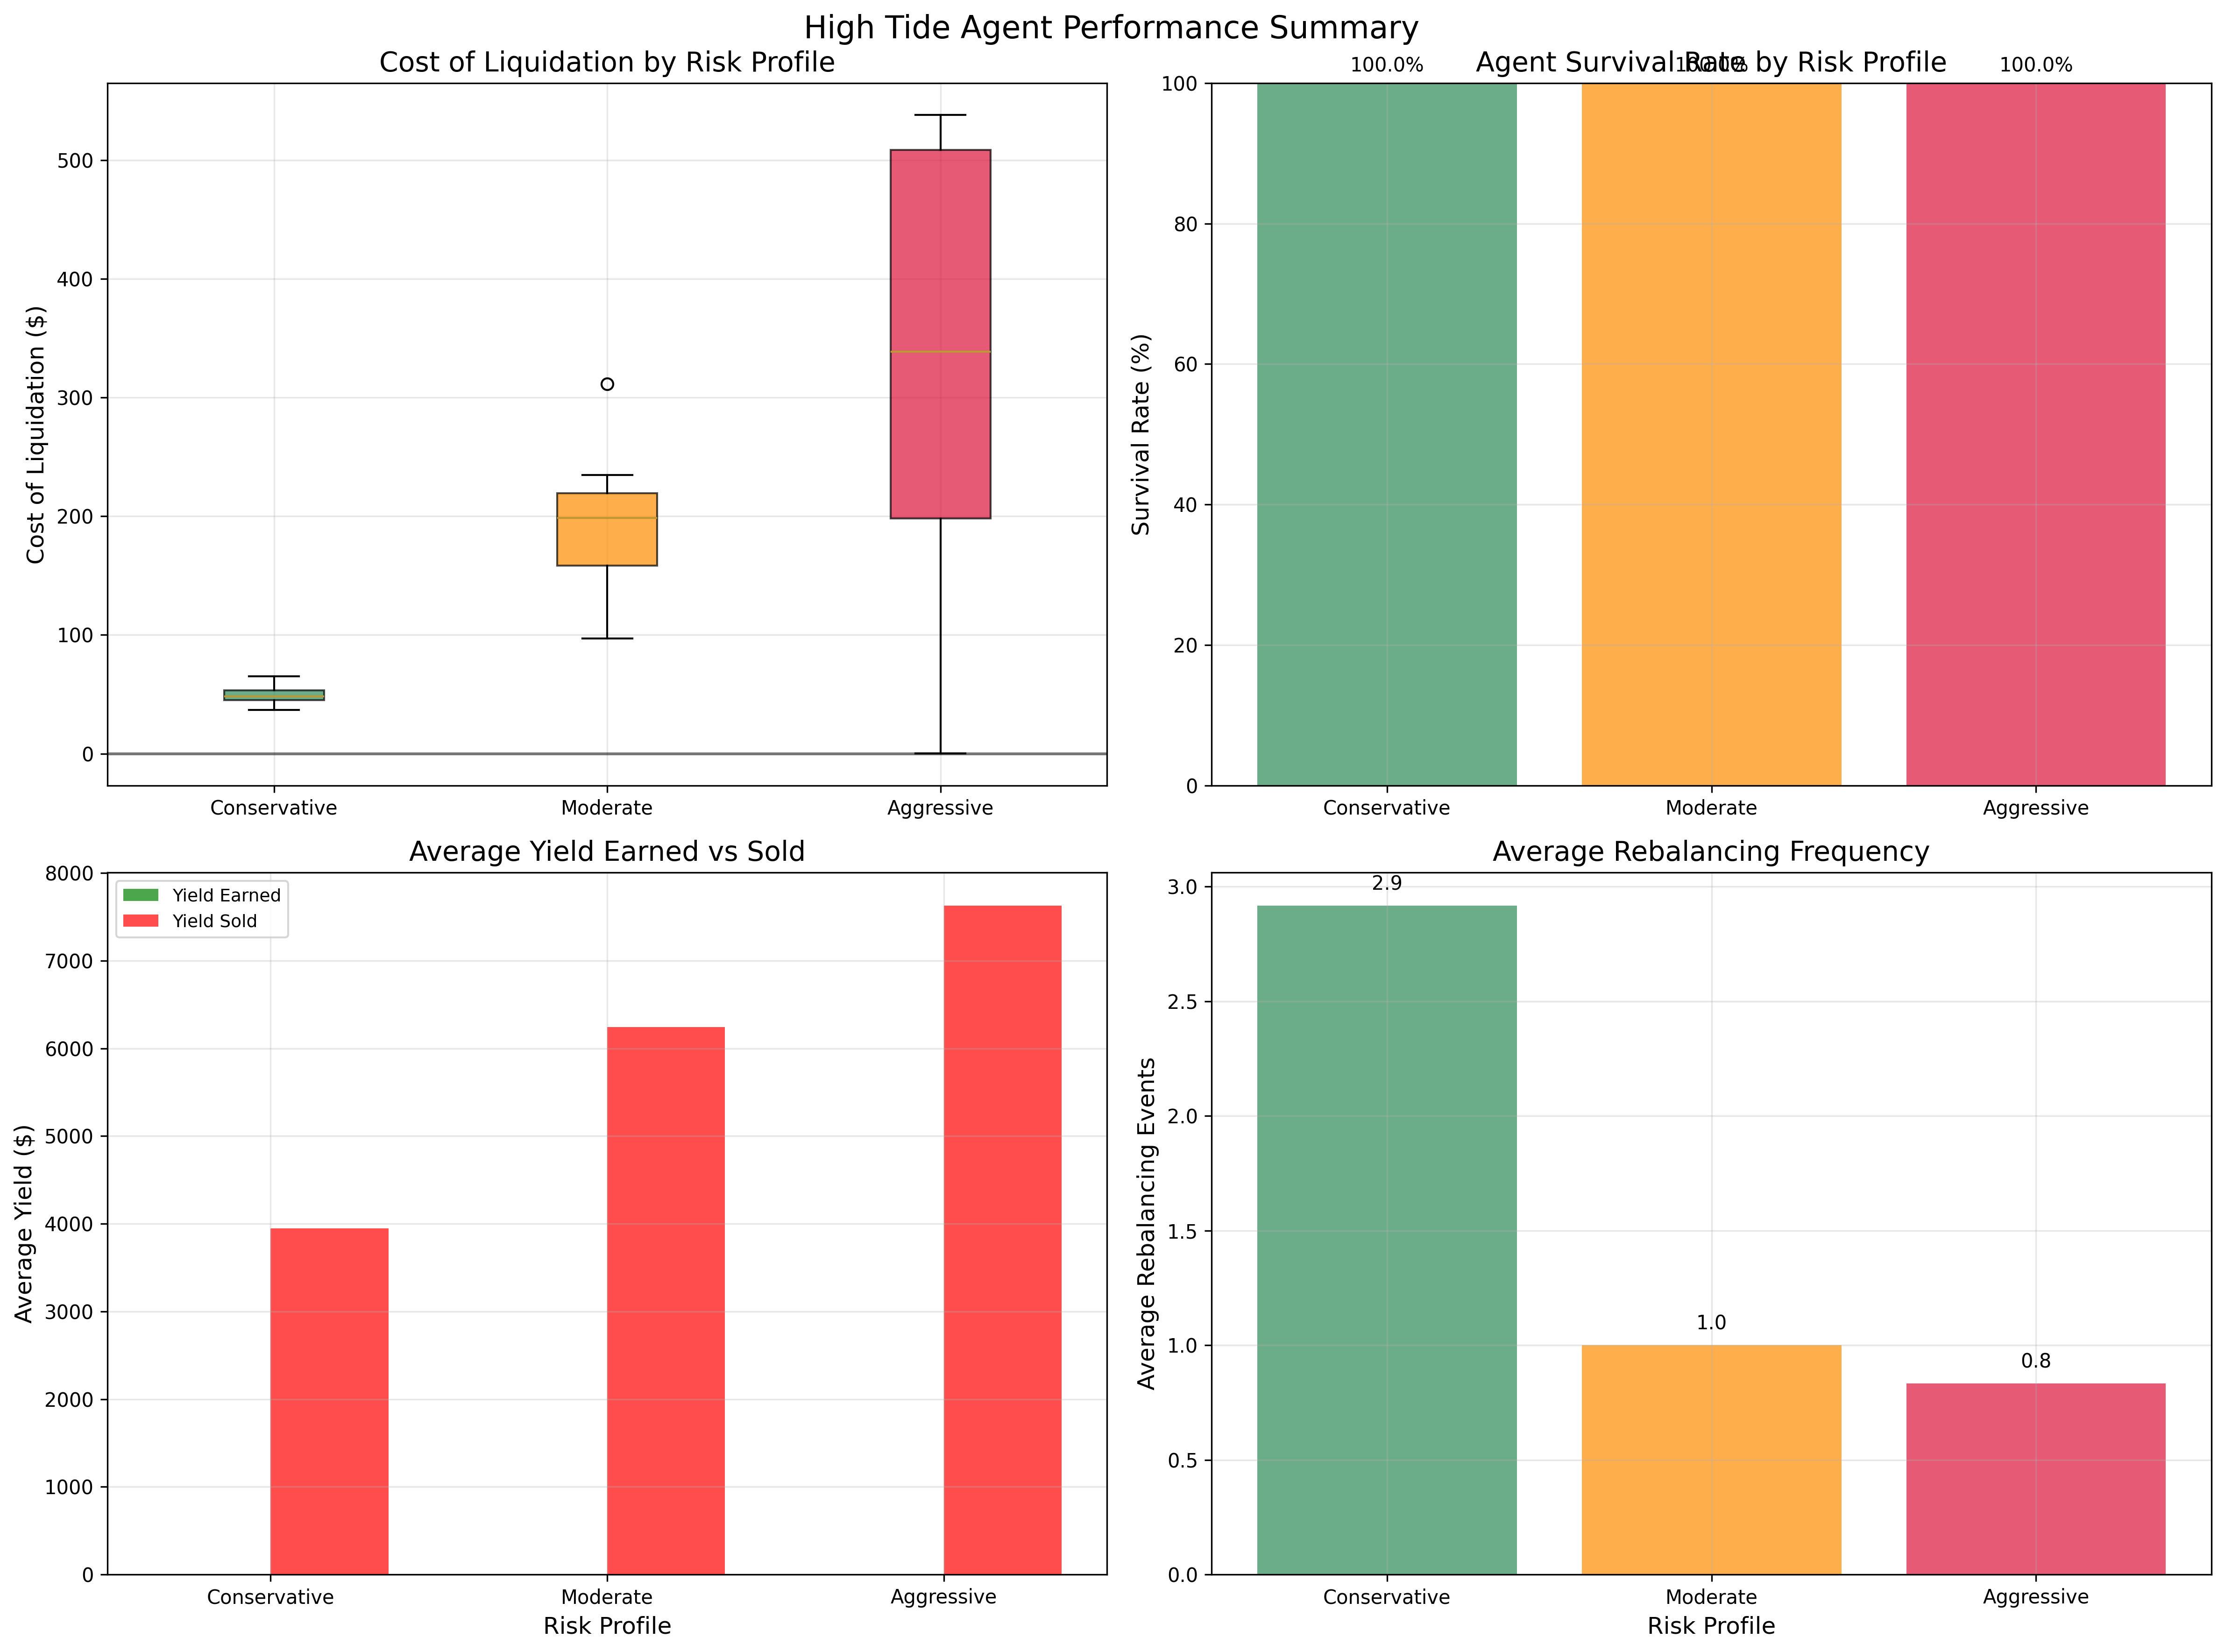 High Tide Agent Performance Summary
Cost of Liquidation by Risk Profile
Cost of Liquidation ($)
500
400
300
200
100
0
Conservative Moderate Aggressive
Agent Survival Rate by Risk Profile
100.0% 100.0% 100.0%
Survival Rate (%)
100
80
60
40
20
0
Conservative Moderate Aggressive
Average Yield Earned vs Sold
Yield Earned
Yield Sold
Average Yield ($)
8000
7000
6000
5000
4000
3000
2000
1000
0
Conservative Moderate Aggressive
Risk Profile
Average Rebalancing Frequency
2.9
1.0
0.8
Average Rebalancing Events
3.0
2.5
2.0
1.5
1.0
0.5
0.0
Conservative Moderate Aggressive
Risk Profile